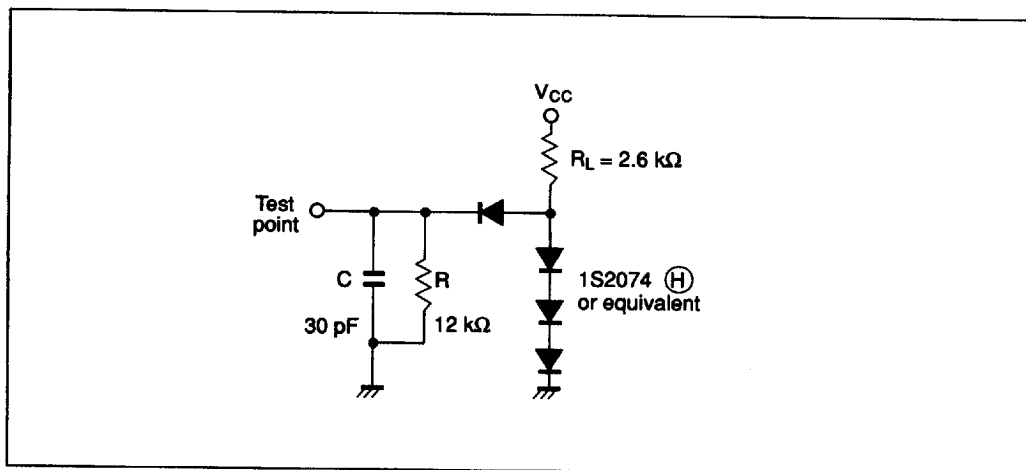 VCC
RL = 2.6 kΩ
Test
point
C
R
30 pF
12 kΩ
1S2074 Ⓗ
or equivalent